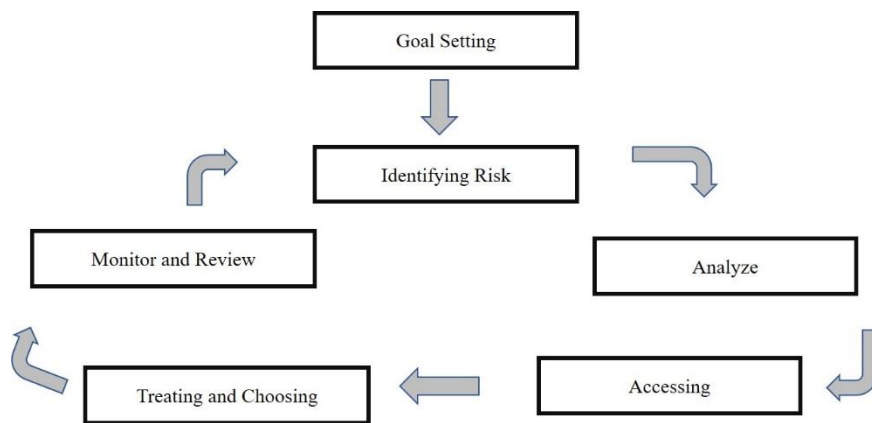 Goal Setting
Identifying Risk
Monitor and Review
Analyze
Treating and Choosing
Accessing